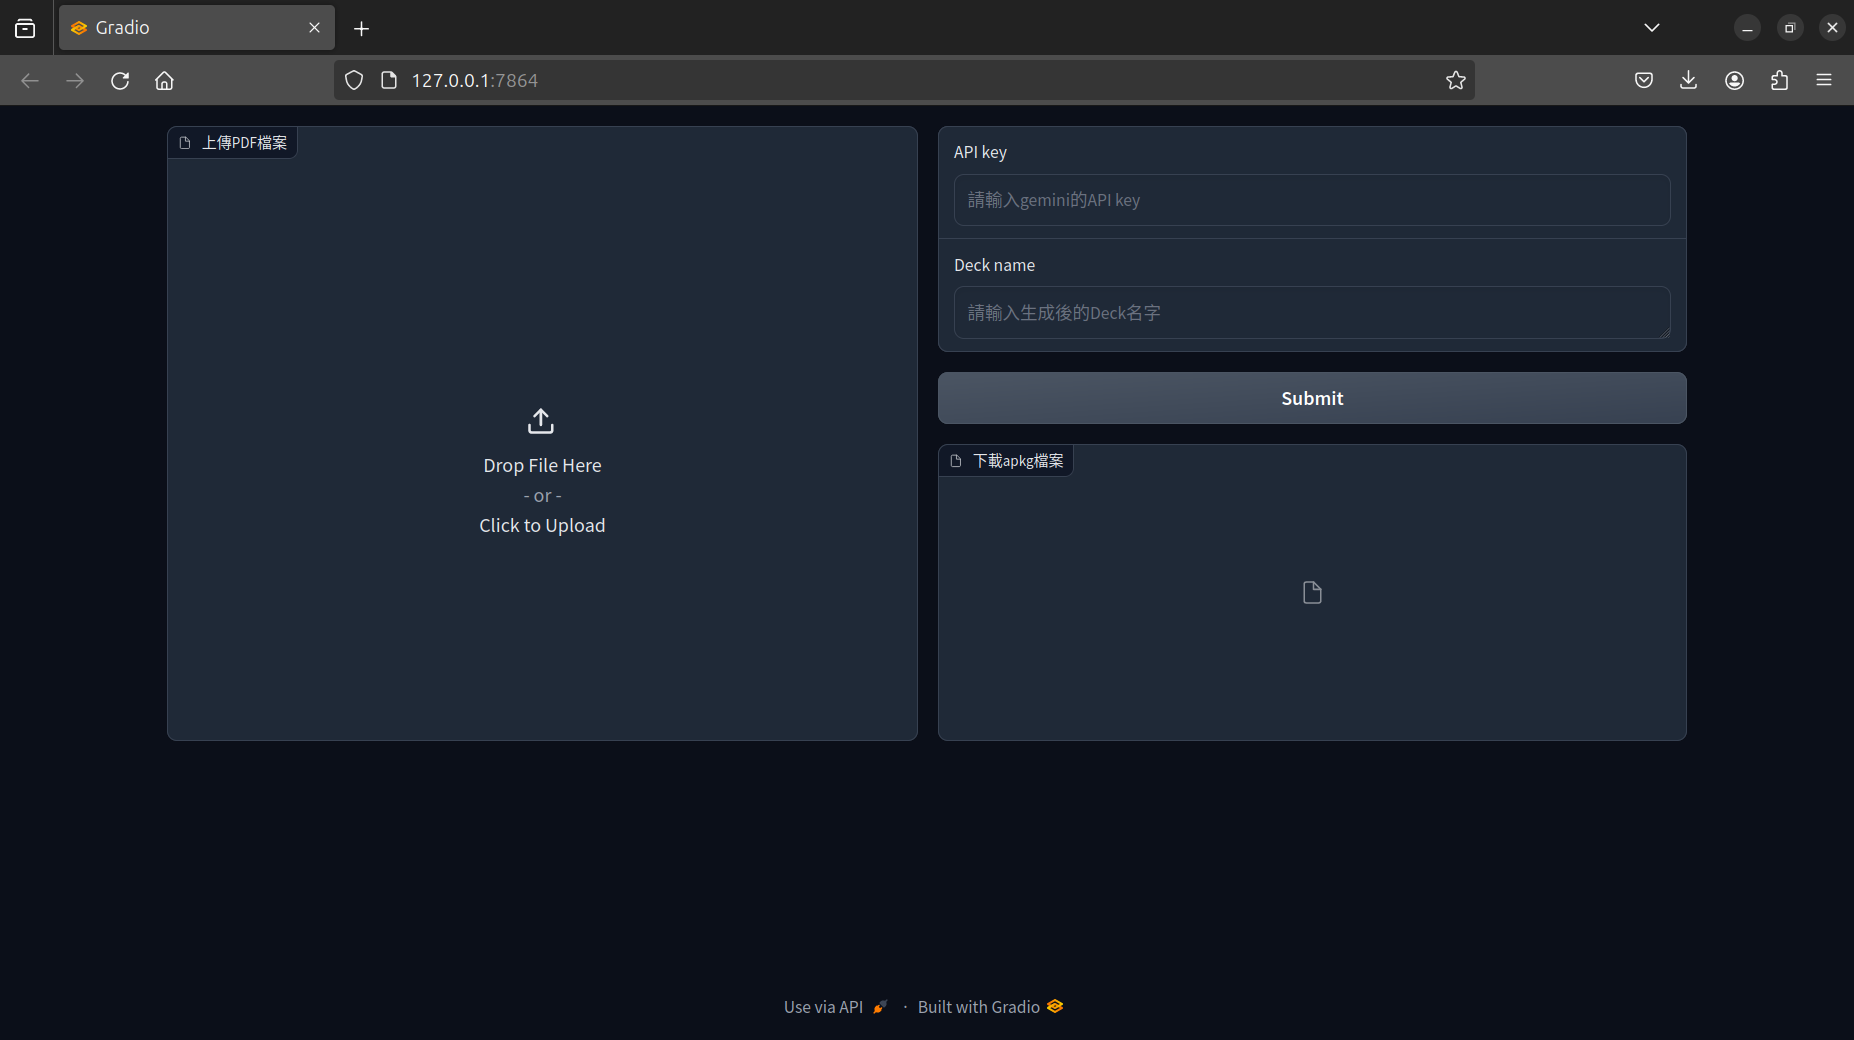 Gradio
127.0.0.1:7864
上傳PDF檔案
Drop File Here
- or -
Click to Upload
API key
請輸入gemini的API key
Deck name
請輸入生成後的Deck名字
Submit
下載apkg檔案
Use via API · Built with Gradio